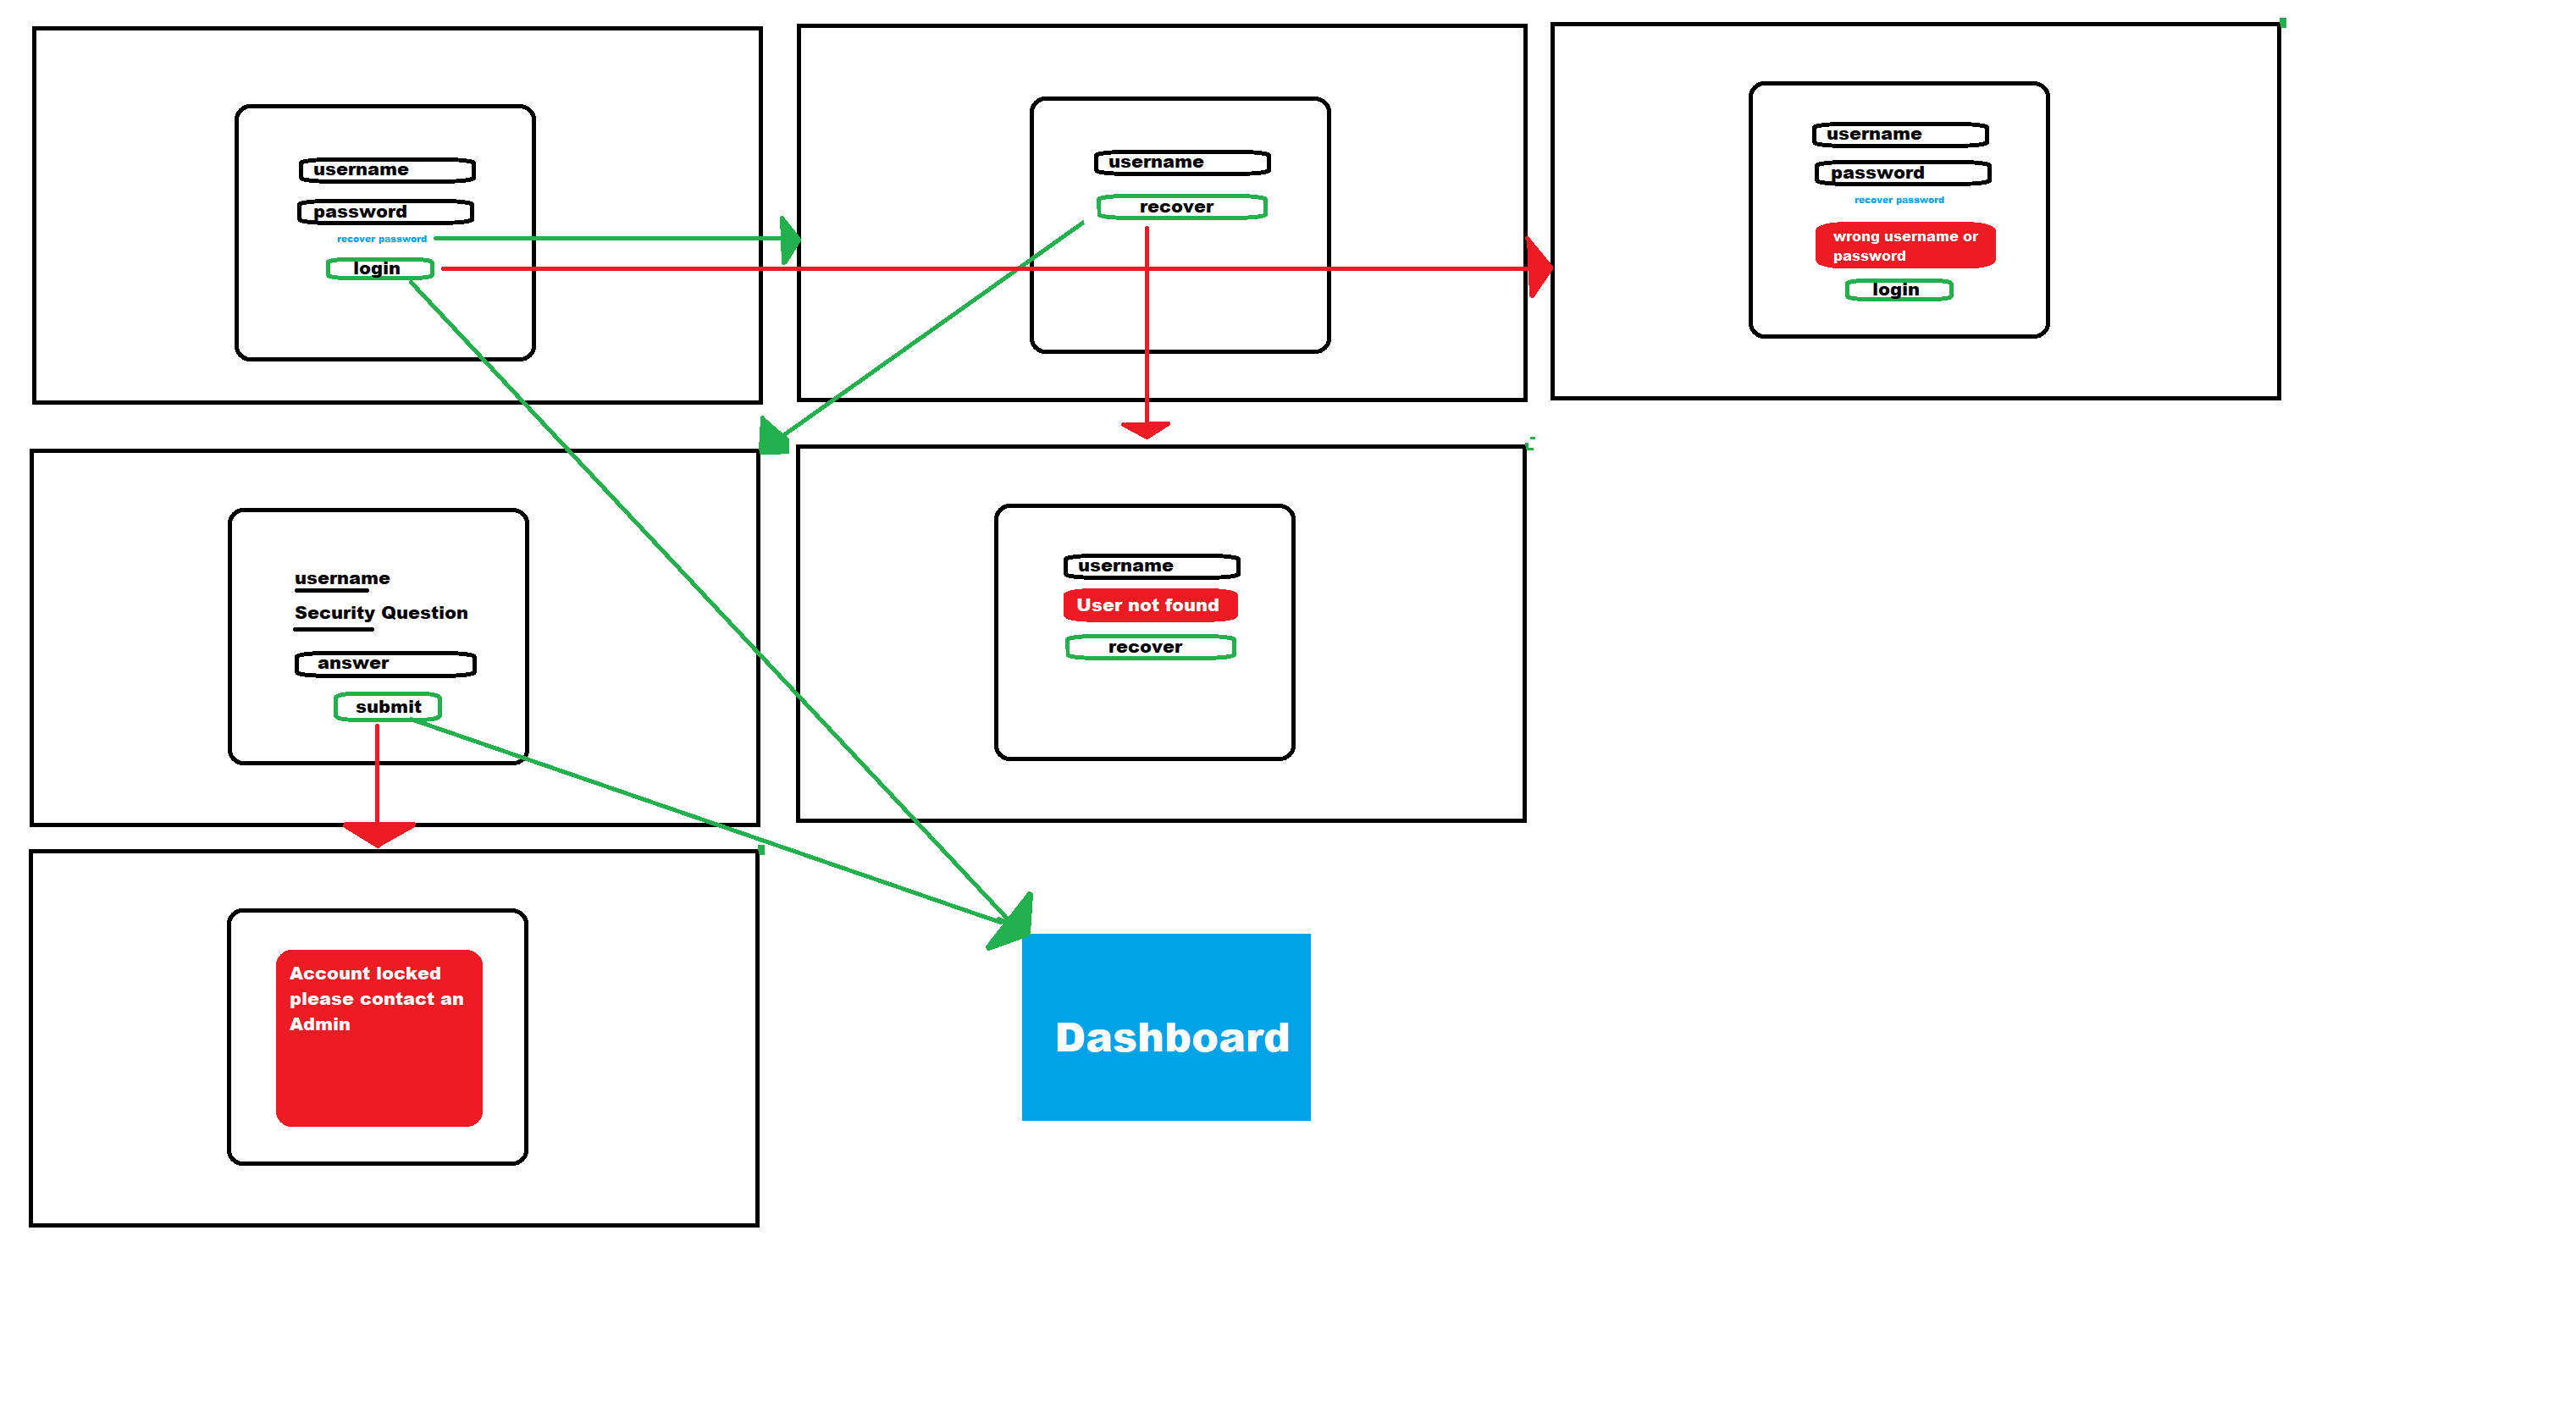 username
password
recover password
login
username
recover
username
password
recover password
wrong username or
password
login
username
Security Question
answer
submit
username
User not found
recover
Account locked
please contact an
Admin
Dashboard